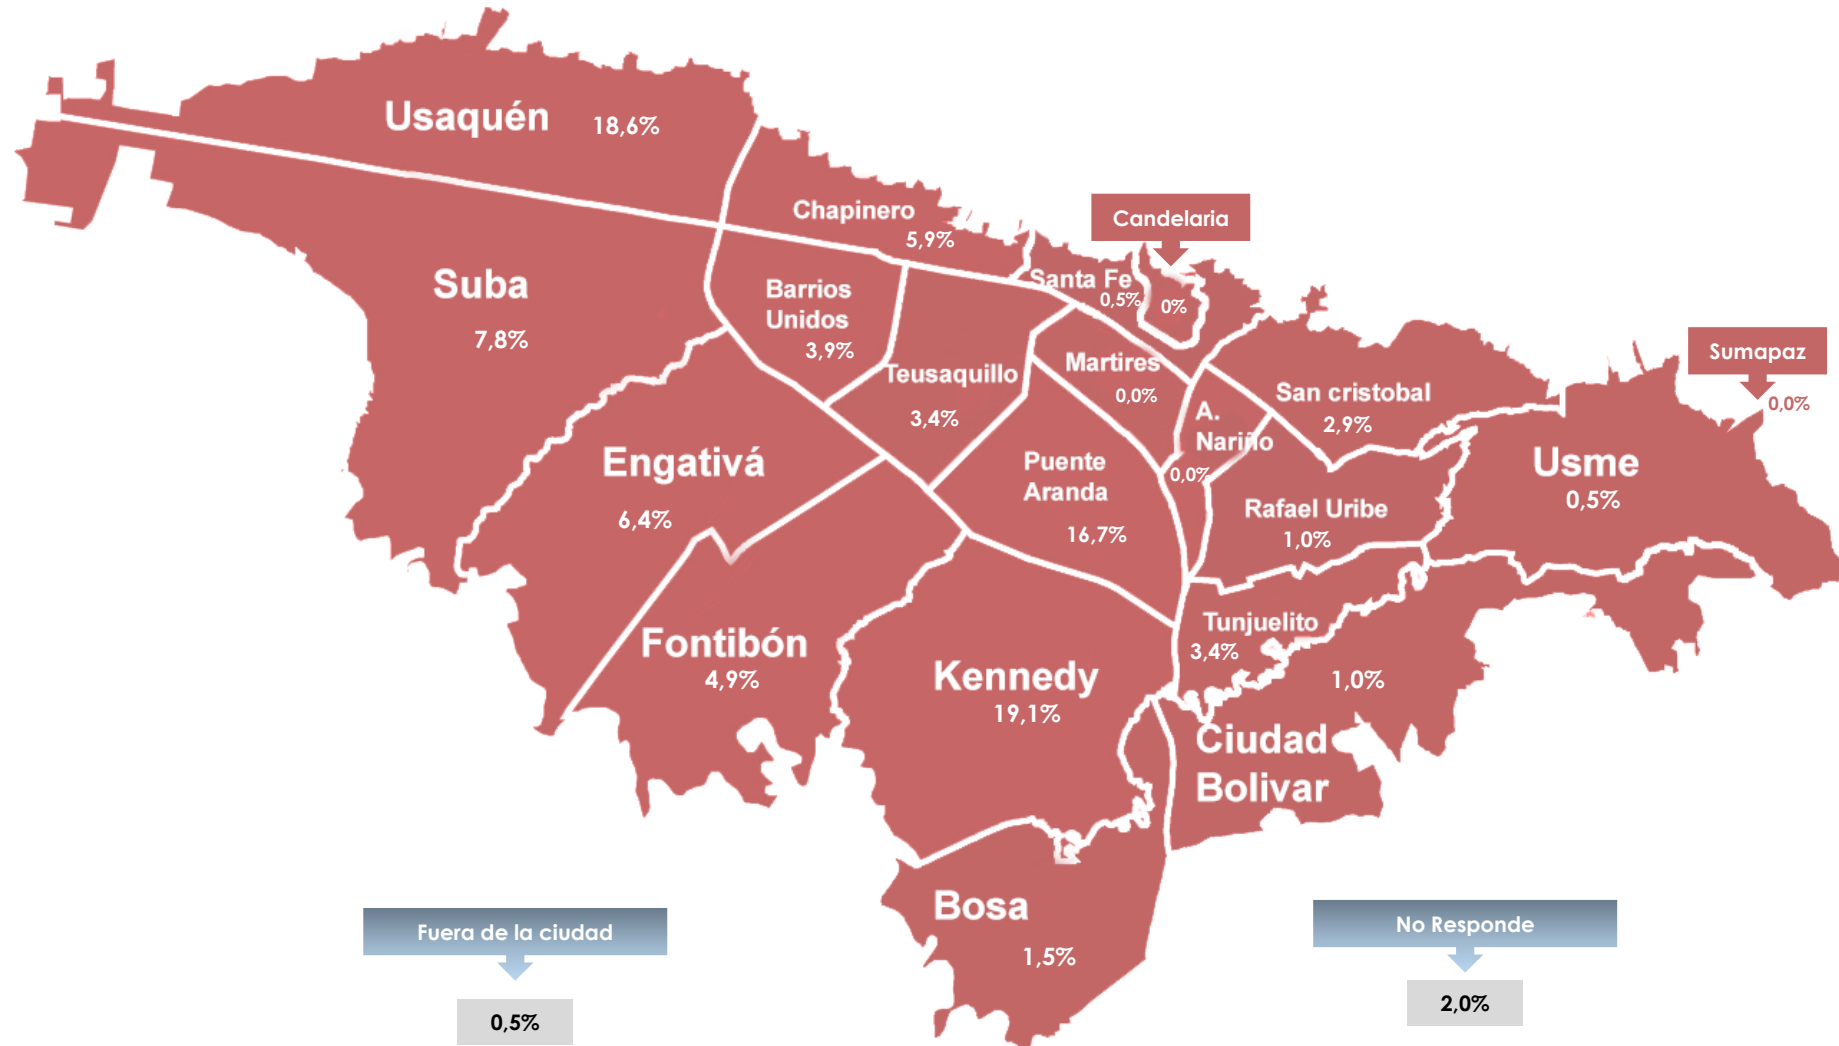 Usaquén
18,6%
Chapinero
5,9%
Candelaria
Suba
7,8%
Barrios
Unidos
3,9%
Santa Fe
0,5%
0%
Teusaquillo
3,4%
Martires
0,0%
San cristobal
2,9%
Sumapaz
0,0%
A.
Nariño
0,0%
Engativá
6,4%
Puente
Aranda
16,7%
Rafael Uribe
1,0%
Usme
0,5%
Fontibón
4,9%
Kennedy
19,1%
Tunjuelito
3,4%
1,0%
Ciudad
Bolivar
Bosa
1,5%
Fuera de la ciudad
0,5%
No Responde
2,0%